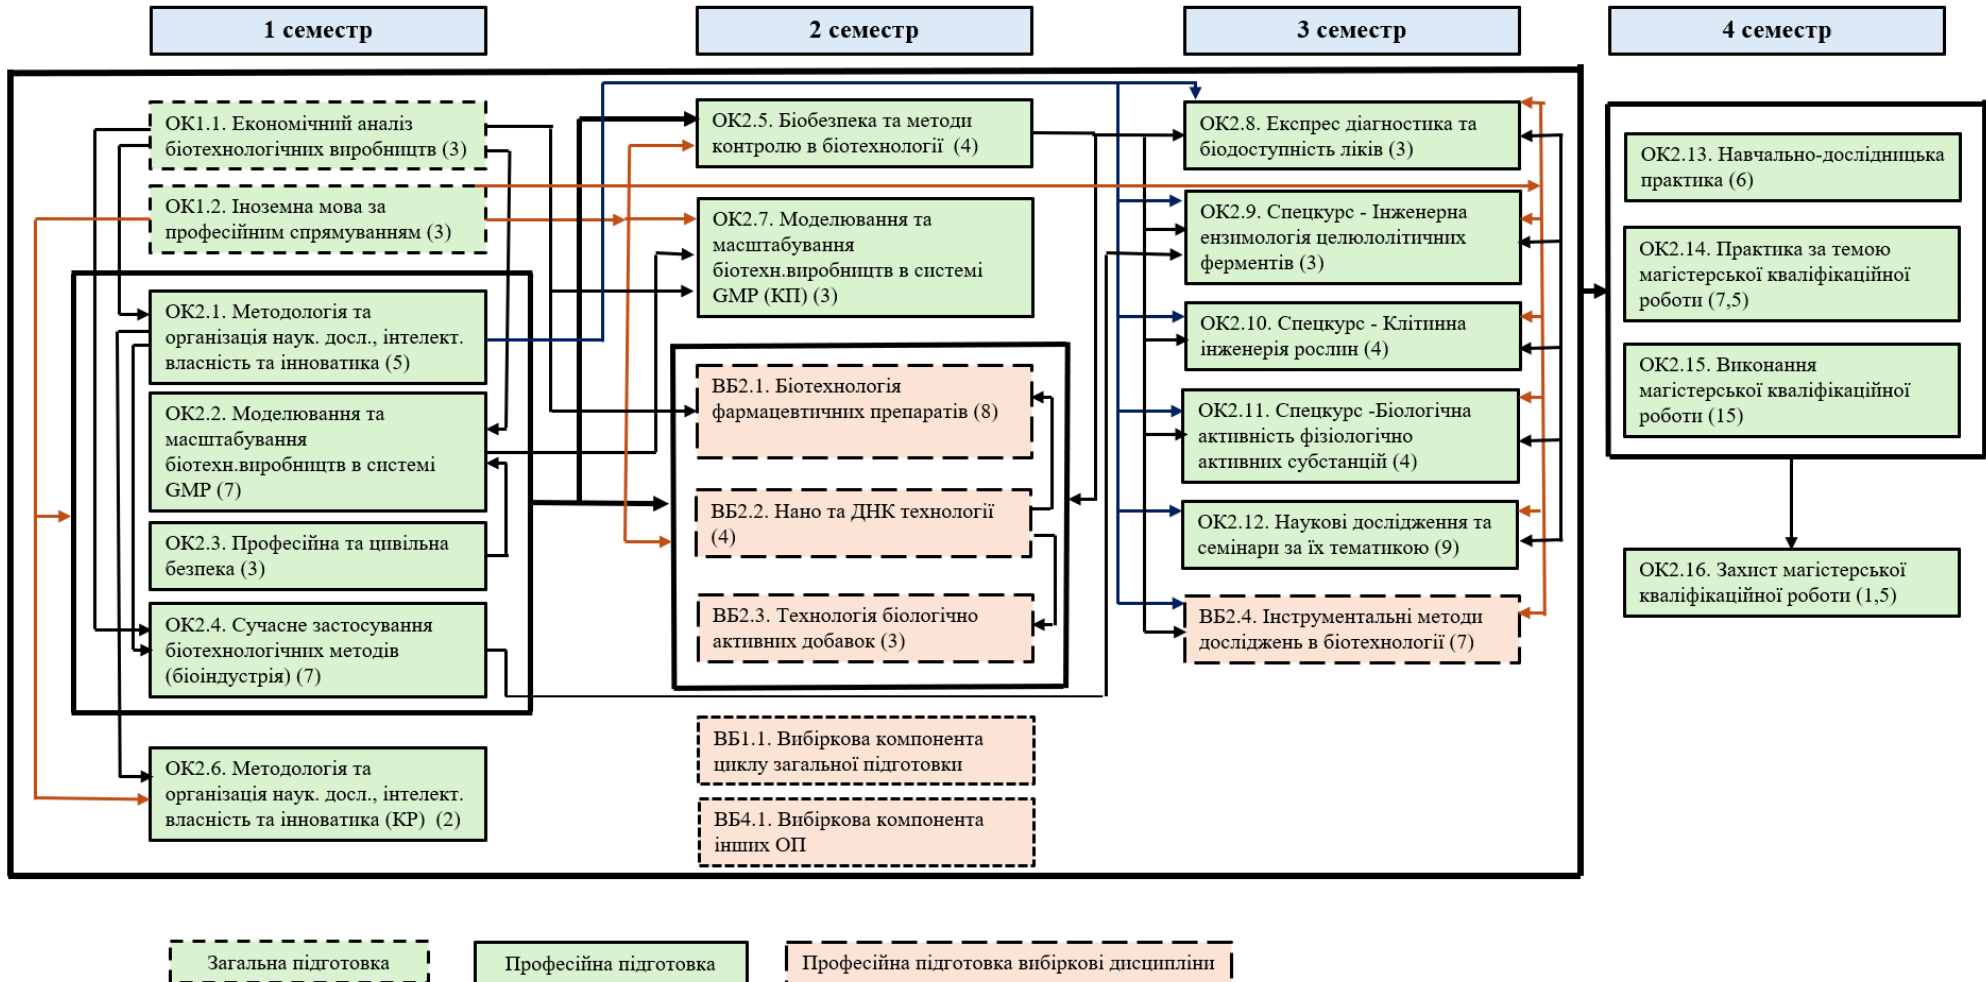 1 семестр
2 семестр
3 семестр
4 семестр
ОК1.1. Економічний аналіз
біотехнологічних виробництв (3)
ОК1.2. Іноземна мова за
професійним спрямуванням (3)
ОК2.1. Методологія та
організація наук. досл., інтелект.
власність та інноватика (5)
ОК2.2. Моделювання та
масштабування
біотехн.виробництв в системі
GMP (7)
ОК2.3. Професійна та цивільна
безпека (3)
ОК2.4. Сучасне застосування
біотехнологічних методів
(біоіндустрія) (7)
ОК2.6. Методологія та
організація наук. досл., інтелект.
власність та інноватика (КР) (2)
ОК2.5. Біобезпека та методи
контролю в біотехнології (4)
ОК2.7. Моделювання та
масштабування
біотехн.виробництв в системі
GMP (КП) (3)
ВБ2.1. Біотехнологія
фармацевтичних препаратів (8)
ВБ2.2. Нано та ДНК технології
(4)
ВБ2.3. Технологія біологічно
активних добавок (3)
ВБ1.1. Вибіркова компонента
циклу загальної підготовки
ВБ4.1. Вибіркова компонента
інших ОП
ОК2.8. Експрес діагностика та
біодоступність ліків (3)
ОК2.9. Спецкурс - Інженерна
ензимологія целюлолітичних
ферментів (3)
ОК2.10. Спецкурс - Клітинна
інженерія рослин (4)
ОК2.11. Спецкурс -Біологічна
активність фізіологічно
активних субстанцій (4)
ОК2.12. Наукові дослідження та
семінари за їх тематикою (9)
ВБ2.4. Інструментальні методи
досліджень в біотехнології (7)
ОК2.13. Навчально-дослідницька
практика (6)
ОК2.14. Практика за темою
магістерської кваліфікаційної
роботи (7,5)
ОК2.15. Виконання
магістерської кваліфікаційної
роботи (15)
ОК2.16. Захист магістерської
кваліфікаційної роботи (1,5)
Загальна підготовка
Професійна підготовка
Професійна підготовка вибіркові дисципліни